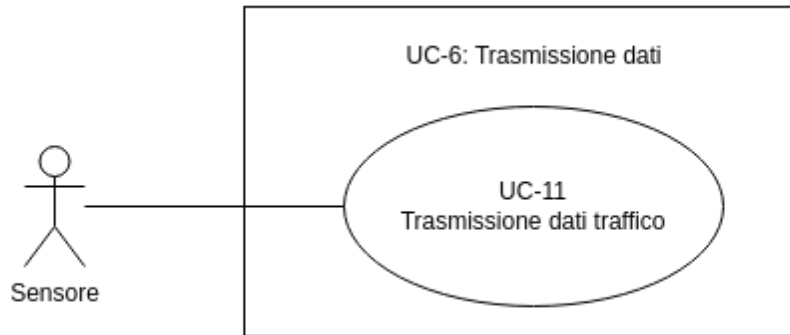 UC-6: Trasmissione dati
UC-11
Trasmissione dati traffico
Sensore